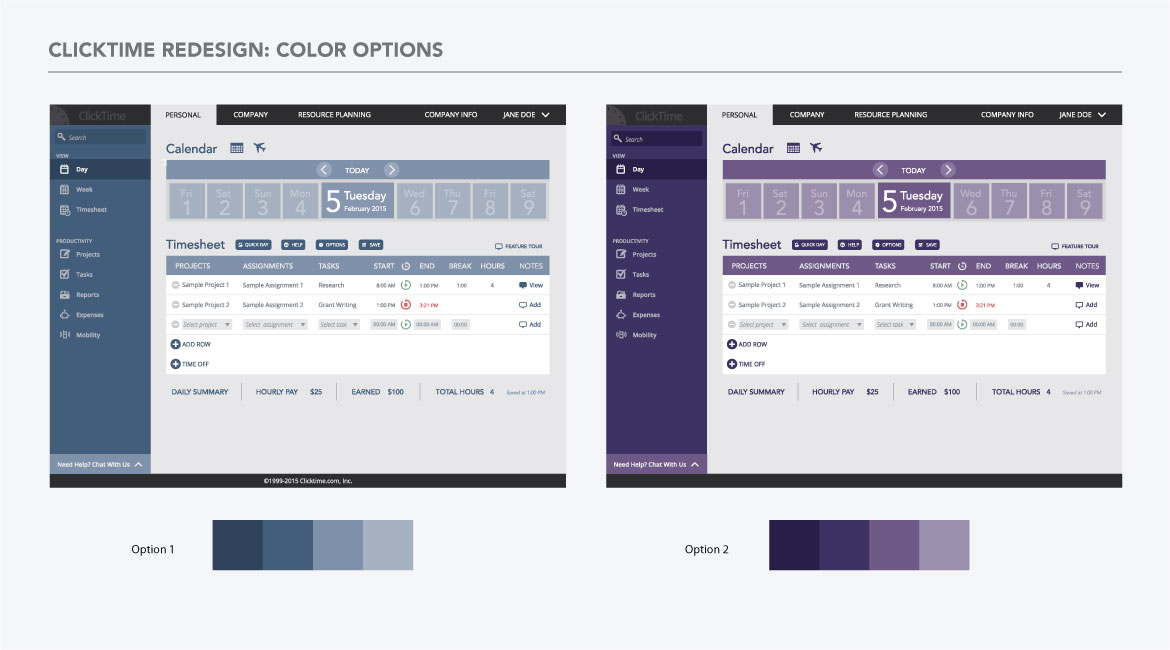 CLICKTIME REDESIGN: COLOR OPTIONS
ClickTime
PERSONAL COMPANY RESOURCE PLANNING COMPANY INFO JANE DOE
Search
VIEW
Day
Week
Timesheet
PRODUCTIVITY
Projects
Tasks
Reports
Expenses
Mobility
Need Help? Chat With Us
Calendar
TODAY
Fri Sat Sun Mon 5 Tuesday Wed Thu Fri Sat
1 2 3 4 February 2015 6 7 8 9
Timesheet QUICK DAY HELP OPTIONS SAVE FEATURE TOUR
PROJECTS ASSIGNMENTS TASKS START END BREAK HOURS NOTES
Sample Project 1 Sample Assignment 1 Research 8:00 AM 1:00 PM 1:00 4 View
Sample Project 2 Sample Assignment 2 Grant Writing 1:00 PM 3:21 PM Add
Select project Select assignment Select task 00:00 AM 00:00 AM 00:00 Add
ADD ROW
TIME OFF
DAILY SUMMARY HOURLY PAY $25 EARNED $100 TOTAL HOURS 4 Saved at 1:00 PM
©1999-2015 Clicktime.com, Inc.
Option 1
ClickTime
PERSONAL COMPANY RESOURCE PLANNING COMPANY INFO JANE DOE
Search
VIEW
Day
Week
Timesheet
PRODUCTIVITY
Projects
Tasks
Reports
Expenses
Mobility
Need Help? Chat With Us
Calendar
TODAY
Fri Sat Sun Mon 5 Tuesday Wed Thu Fri Sat
1 2 3 4 February 2015 6 7 8 9
Timesheet QUICK DAY HELP OPTIONS SAVE FEATURE TOUR
PROJECTS ASSIGNMENTS TASKS START END BREAK HOURS NOTES
Sample Project 1 Sample Assignment 1 Research 8:00 AM 1:00 PM 1:00 4 View
Sample Project 2 Sample Assignment 2 Grant Writing 1:00 PM 3:21 PM Add
Select project Select assignment Select task 00:00 AM 00:00 AM 00:00 Add
ADD ROW
TIME OFF
DAILY SUMMARY HOURLY PAY $25 EARNED $100 TOTAL HOURS 4 Saved at 1:00 PM
Option 2